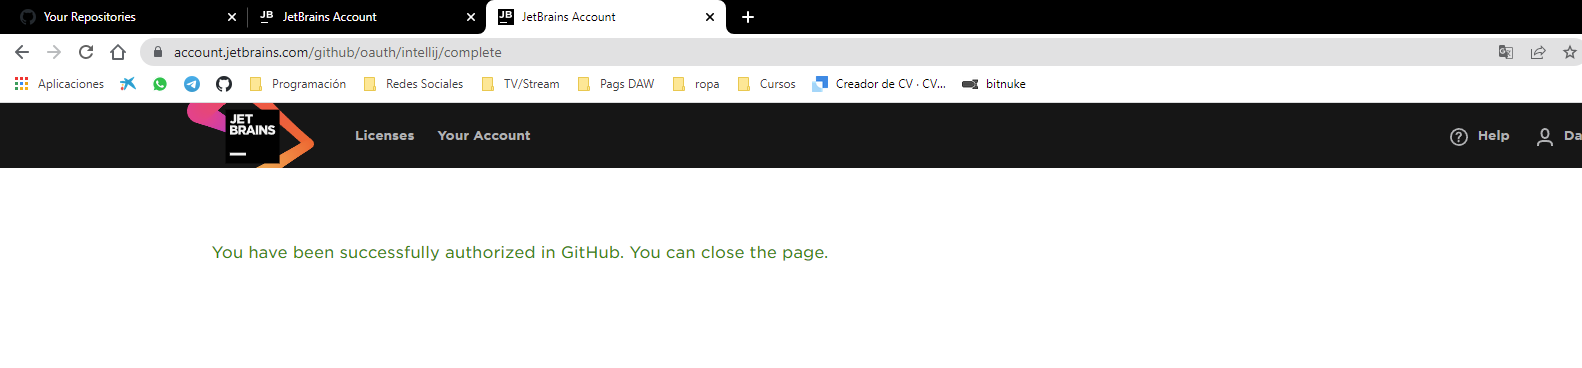 Your Repositories
JetBrains Account
JetBrains Account
account.jetbrains.com/github/oauth/intellij/complete
Aplicaciones
Programación
Redes Sociales
TV/Stream
Pags DAW
ropa
Cursos
Creador de CV · CV...
bitnuke
JET
BRAINS
Licenses
Your Account
Help
Da
You have been successfully authorized in GitHub. You can close the page.